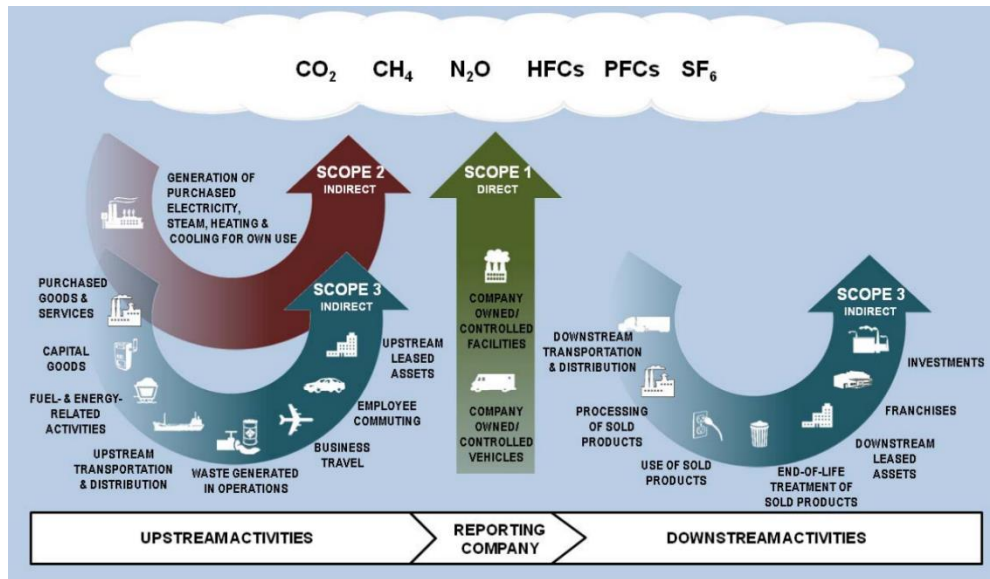 CO₂ CH₄ N₂O HFCs PFCs SF₆
SCOPE 2
INDIRECT
GENERATION OF
PURCHASED
ELECTRICITY,
STEAM, HEATING &
COOLING FOR OWN USE
SCOPE 1
DIRECT
COMPANY
OWNED/
CONTROLLED
FACILITIES
COMPANY
OWNED/
CONTROLLED
VEHICLES
SCOPE 3
INDIRECT
PURCHASED
GOODS &
SERVICES
CAPITAL
GOODS
FUEL- & ENERGY-
RELATED
ACTIVITIES
UPSTREAM
TRANSPORTATION
& DISTRIBUTION
WASTE GENERATED
IN OPERATIONS
BUSINESS
TRAVEL
EMPLOYEE
COMMUTING
UPSTREAM
LEASED
ASSETS
SCOPE 3
INDIRECT
DOWNSTREAM
TRANSPORTATION
& DISTRIBUTION
PROCESSING
OF SOLD
PRODUCTS
USE OF SOLD
PRODUCTS
END-OF-LIFE
TREATMENT OF
SOLD PRODUCTS
DOWNSTREAM
LEASED
ASSETS
FRANCHISES
INVESTMENTS
UPSTREAM ACTIVITIES
REPORTING
COMPANY
DOWNSTREAM ACTIVITIES